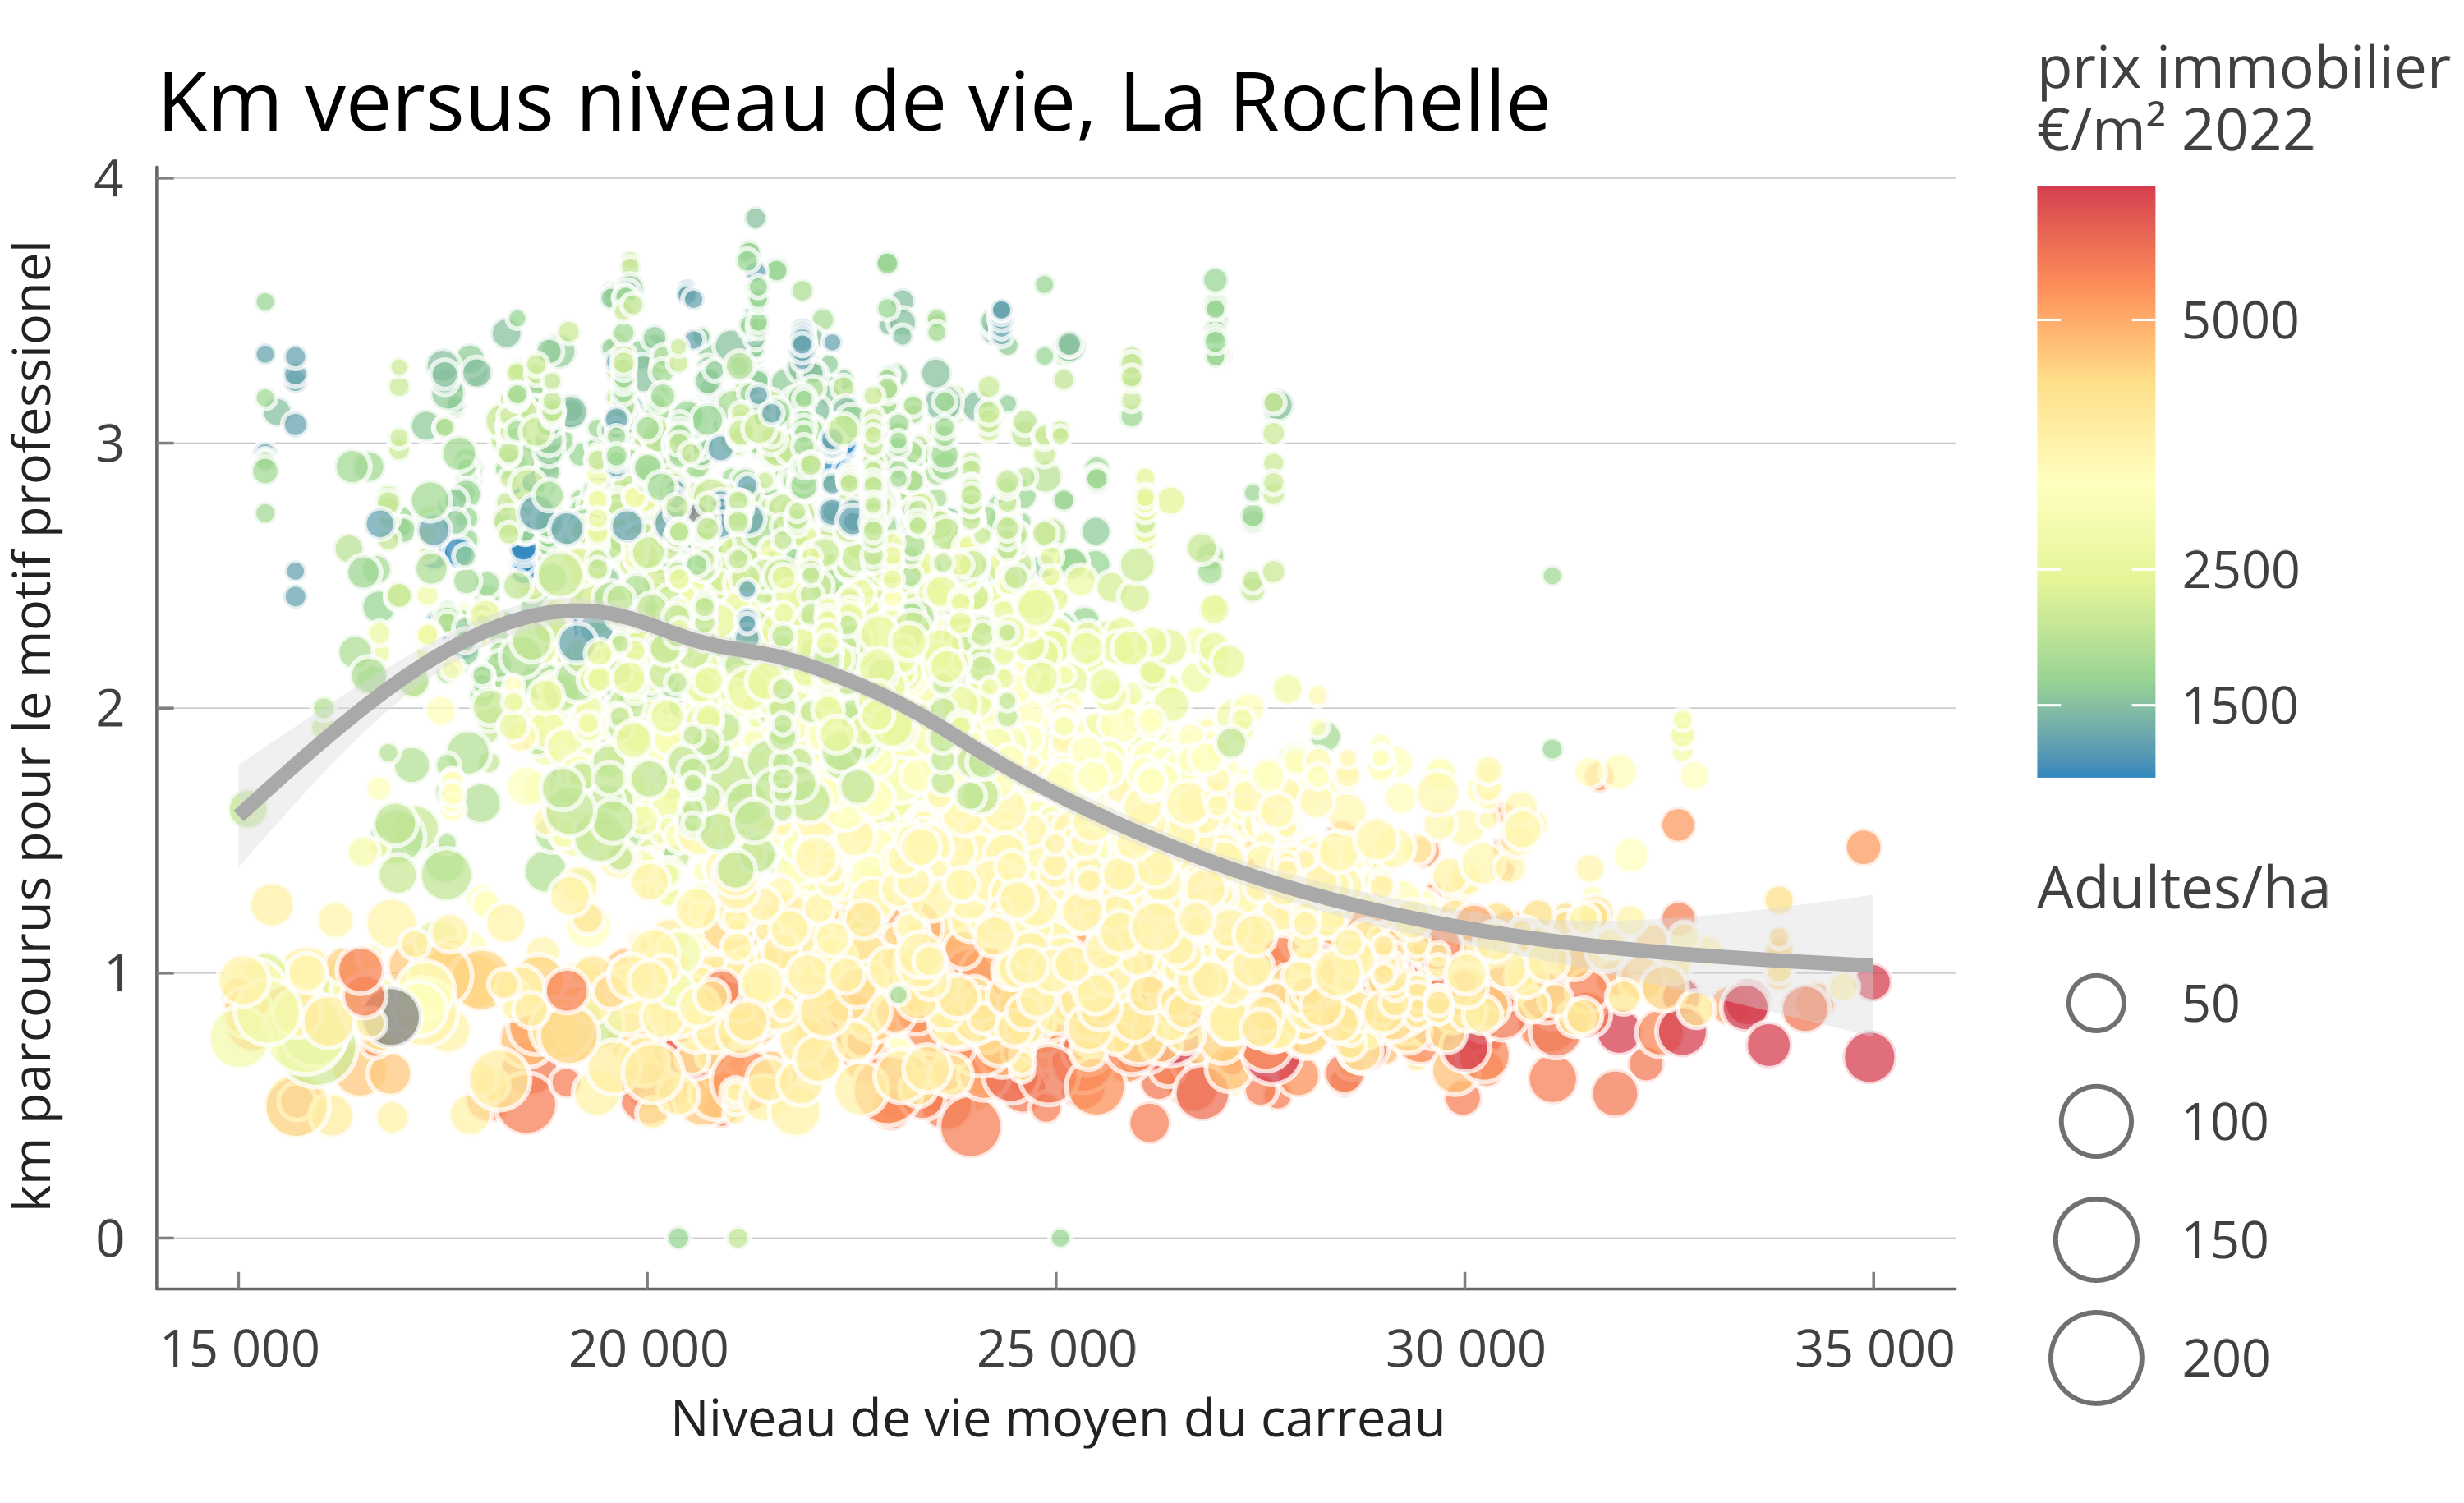 Km versus niveau de vie, La Rochelle
km parcourus pour le motif professionel
4
3
2
1
0
15 000
20 000
25 000
30 000
35 000
Niveau de vie moyen du carreau
prix immobilier
€/m² 2022
5000
2500
1500
Adultes/ha
50
100
150
200